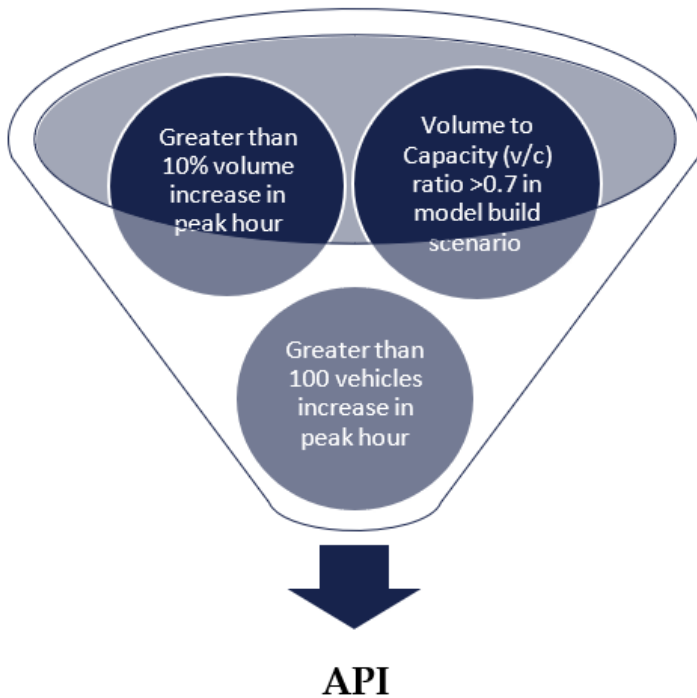 Greater than
10% volume
increase in
peak hour
Volume to
Capacity (v/c)
ratio >0.7 in
model build
scenario
Greater than
100 vehicles
increase in
peak hour
API